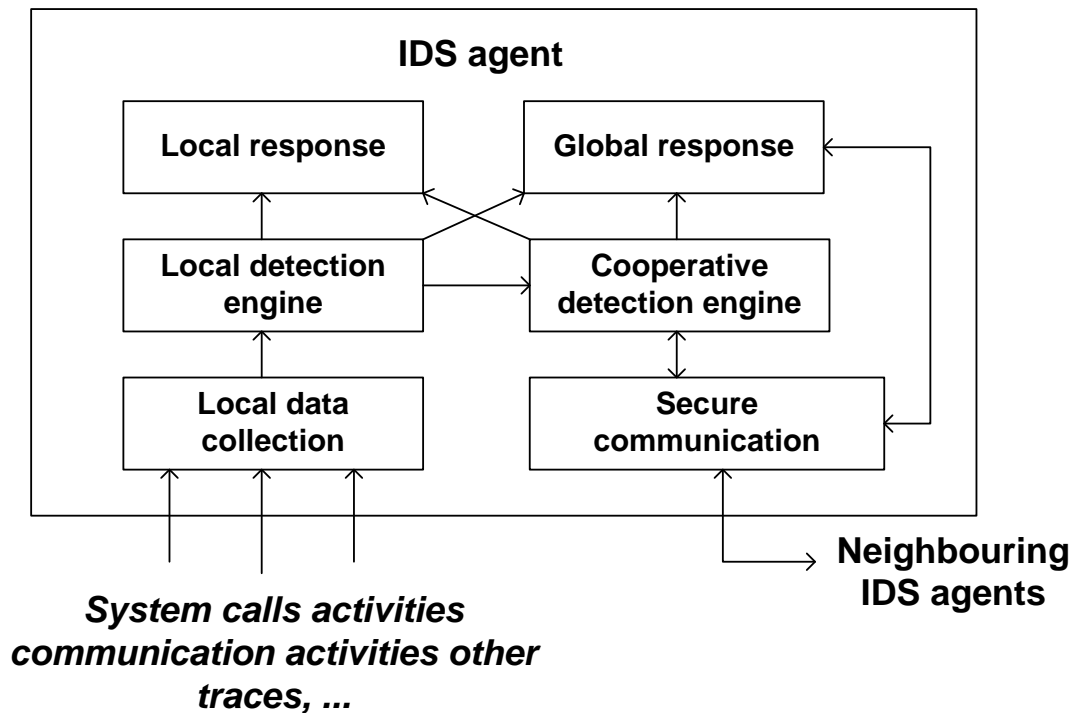 IDS agent
Local response
Global response
Local detection
engine
Cooperative
detection engine
Local data
collection
Secure
communication
Neighbouring
IDS agents
System calls activities
communication activities other
traces, ...